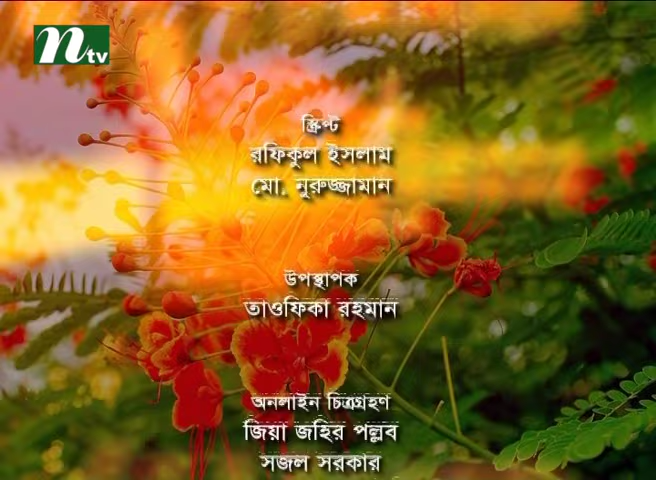 ntv
স্ক্রিপ্ট
রফিকুল ইসলাম
মো. নুরুজ্জামান
উপস্থাপক
তাওফিকা রহমান
অনলাইন চিত্রগ্রহণ
জিয়া জহির পল্লব
সজল সরকার